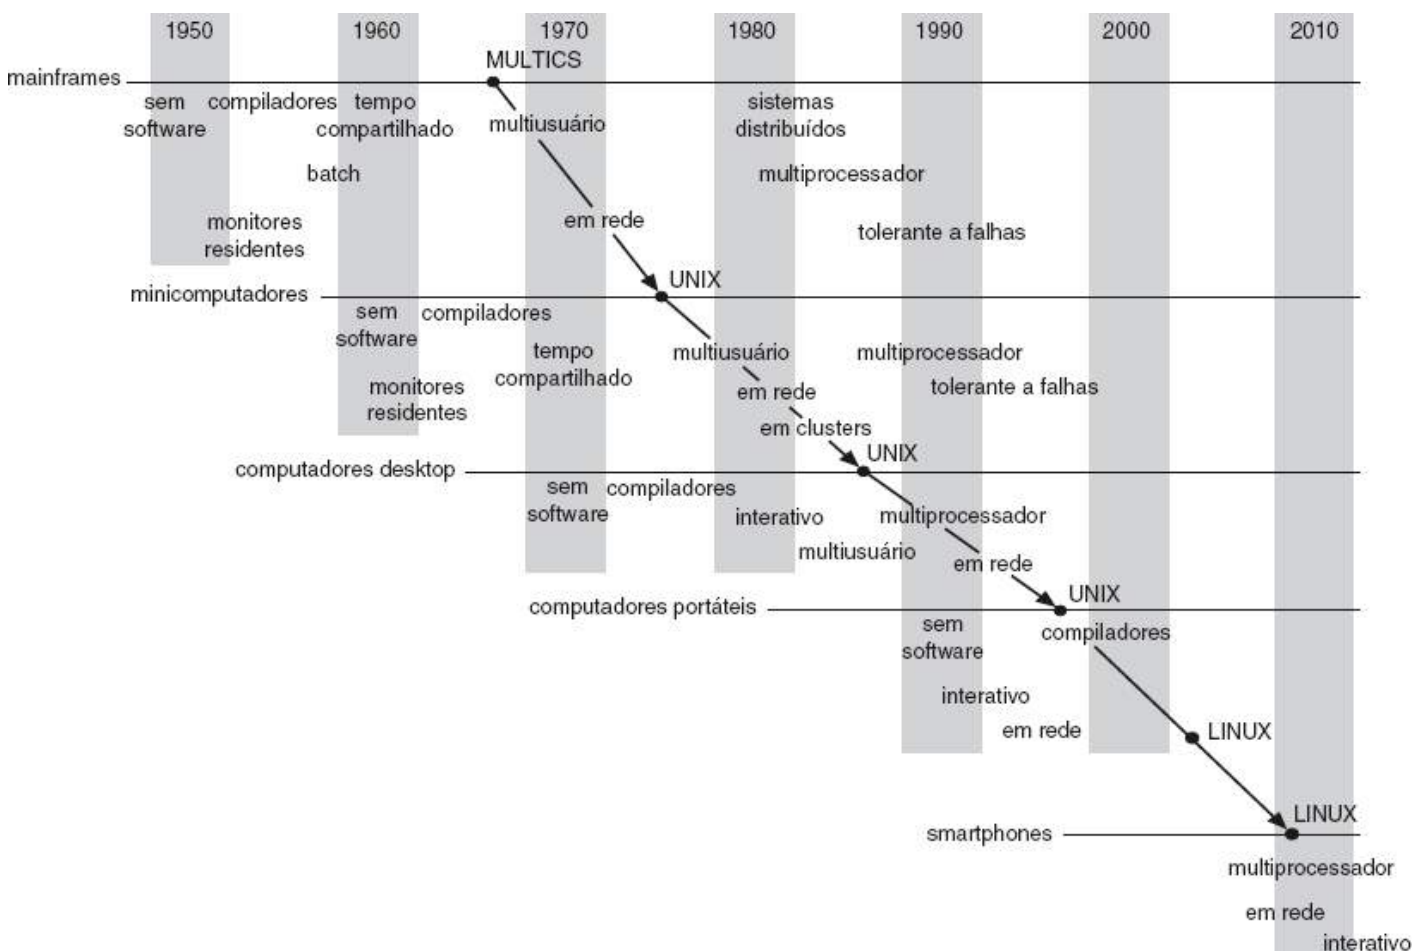 1950 1960 1970 1980 1990 2000 2010
MULTICS
mainframes
sem compiladores tempo sistemas
software compartilhado multiusuário distribuídos
batch multiprocessador
monitores em rede
residentes tolerante a falhas
UNIX
minicomputadores
sem compiladores
software
tempo multiusuário multiprocessador
compartilhado
monitores em rede tolerante a falhas
residentes
em clusters
UNIX
computadores desktop
sem compiladores
software interativo multiprocessador
multiusuário
em rede
UNIX
computadores portáteis
sem compiladores
software
interativo
em rede LINUX
LINUX
smartphones
multiprocessador
em rede
interativo